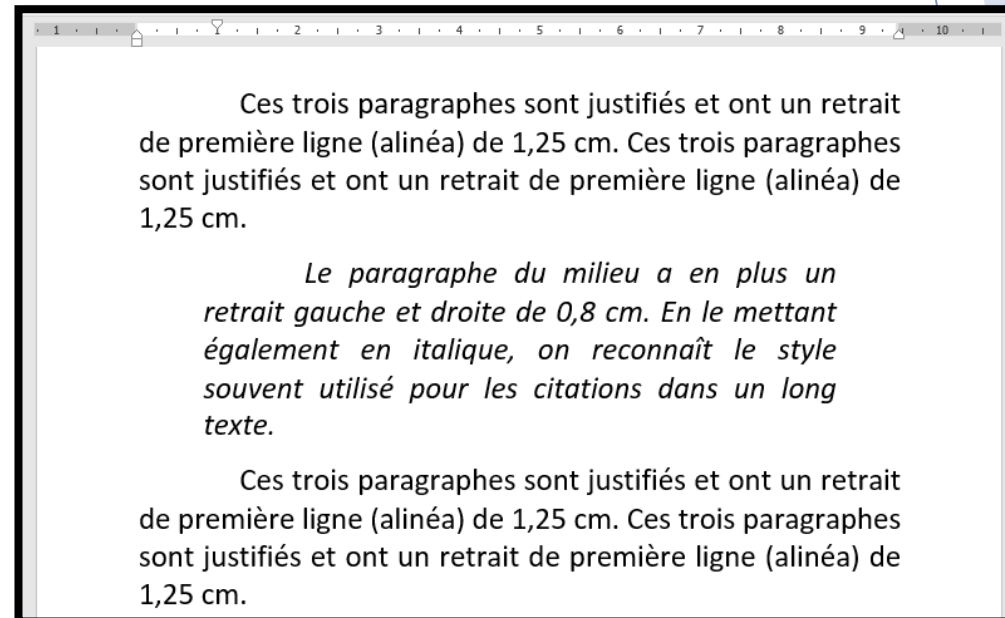 1 1 2 3 4 5 6 7 8 9 10
Ces trois paragraphes sont justifiés et ont un retrait
de première ligne (alinéa) de 1,25 cm. Ces trois paragraphes
sont justifiés et ont un retrait de première ligne (alinéa) de
1,25 cm.
Le paragraphe du milieu a en plus un
retrait gauche et droite de 0,8 cm. En le mettant
également en italique, on reconnaît le style
souvent utilisé pour les citations dans un long
texte.
Ces trois paragraphes sont justifiés et ont un retrait
de première ligne (alinéa) de 1,25 cm. Ces trois paragraphes
sont justifiés et ont un retrait de première ligne (alinéa) de
1,25 cm.